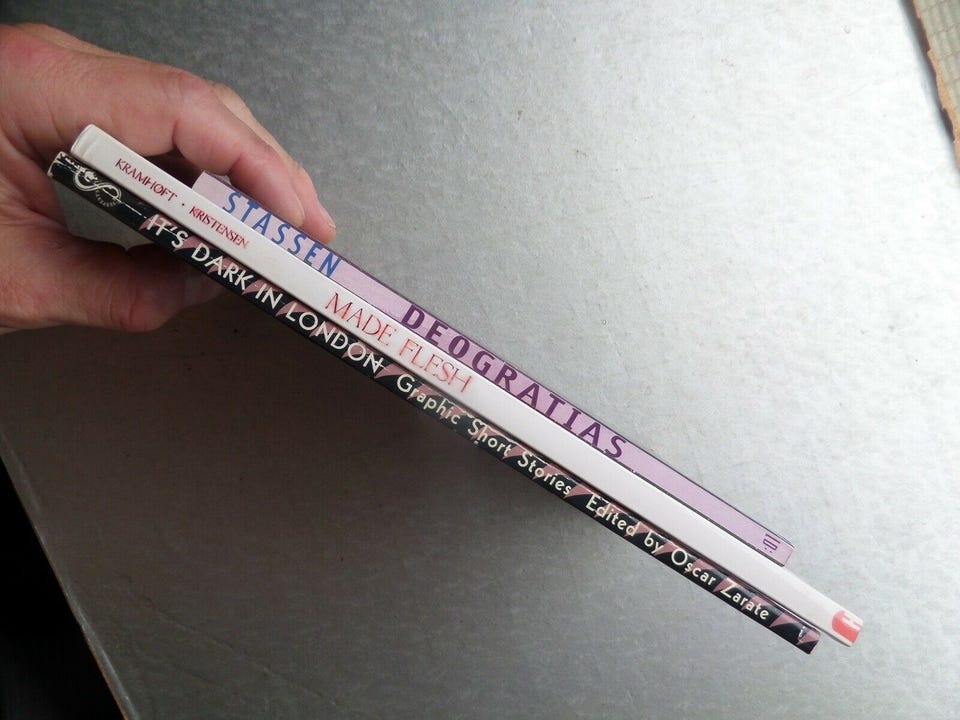 STASSEN DEOGRATIAS
KRAMHØFT • KRISTENSEN MADE FLESH H
IT'S DARK IN LONDON Graphic Short Stories Edited by Oscar Zarate